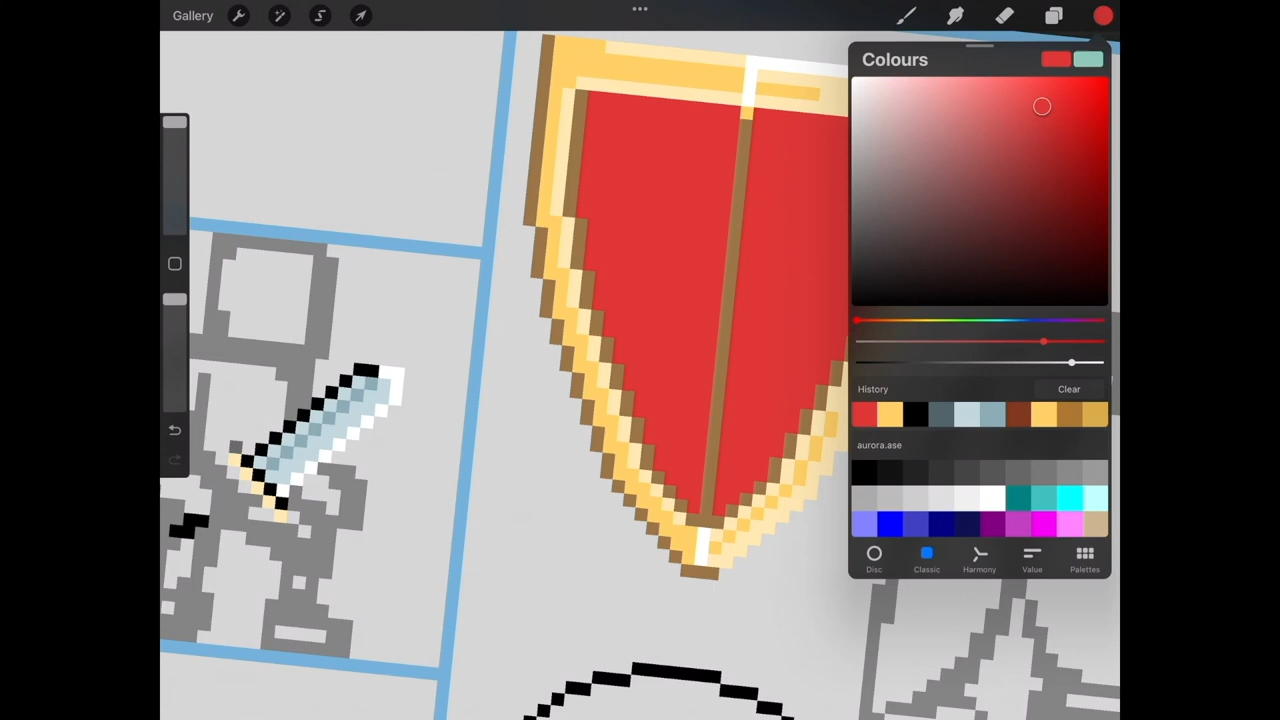 Gallery
Colours
History
Clear
aurora.ase
Disc
Classic
Harmony
Value
Palettes